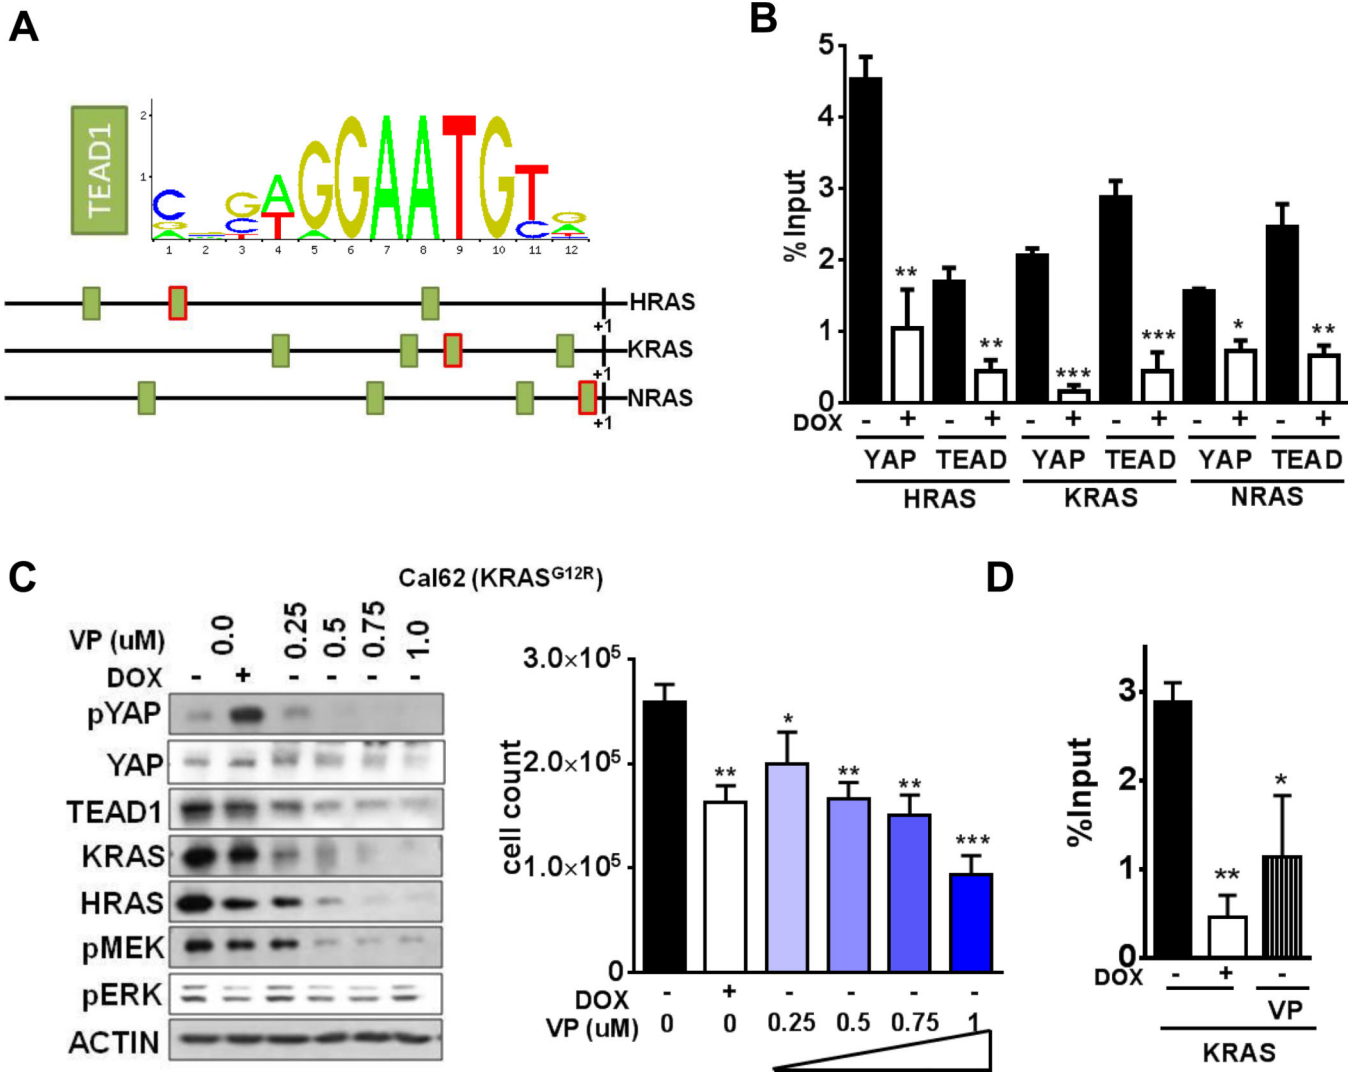 A
TEAD1
2
1
C G A G G A A T G T G
G C T A C A
A T
1 2 3 4 5 6 7 8 9 10 11 12
HRAS
+1
KRAS
+1
NRAS
+1
B
% Input
5
4
3
2
1
0
** ** *** *** * **
DOX - + - + - + - + - + - +
YAP TEAD YAP TEAD YAP TEAD
HRAS KRAS NRAS
C
Cal62 (KRASG12R)
VP (uM) 0.0 0.25 0.5 0.75 1.0
DOX - + - - - -
pYAP
YAP
TEAD1
KRAS
HRAS
pMEK
pERK
ACTIN
cell count
3.0×10⁵
2.0×10⁵
1.0×10⁵
0
** * ** ** ***
DOX - + - - - -
VP (uM) 0 0 0.25 0.5 0.75 1
D
%Input
3
2
1
0
** *
DOX - + -
VP
KRAS